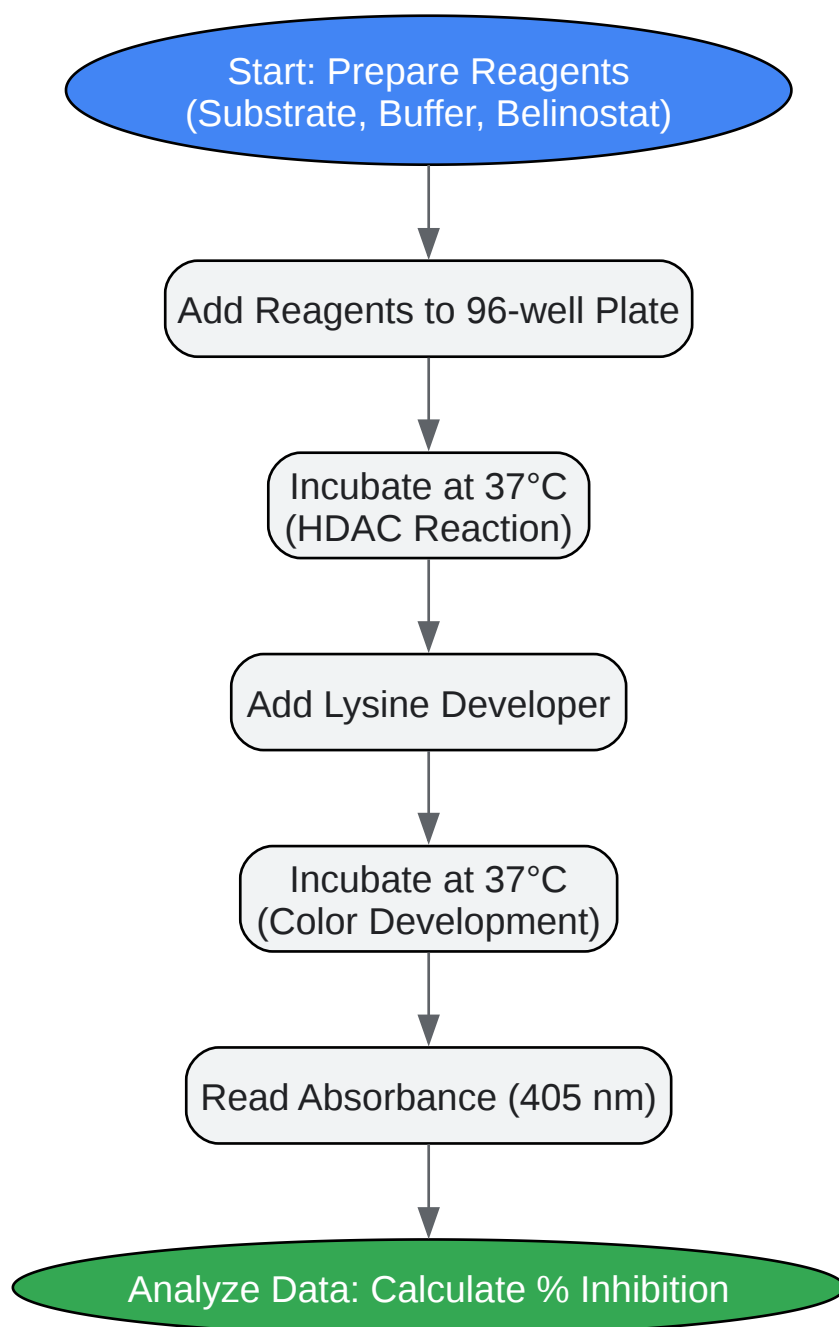 Start: Prepare Reagents
(Substrate, Buffer, Belinostat)
Add Reagents to 96-well Plate
Incubate at 37°C
(HDAC Reaction)
Add Lysine Developer
Incubate at 37°C
(Color Development)
Read Absorbance (405 nm)
Analyze Data: Calculate % Inhibition